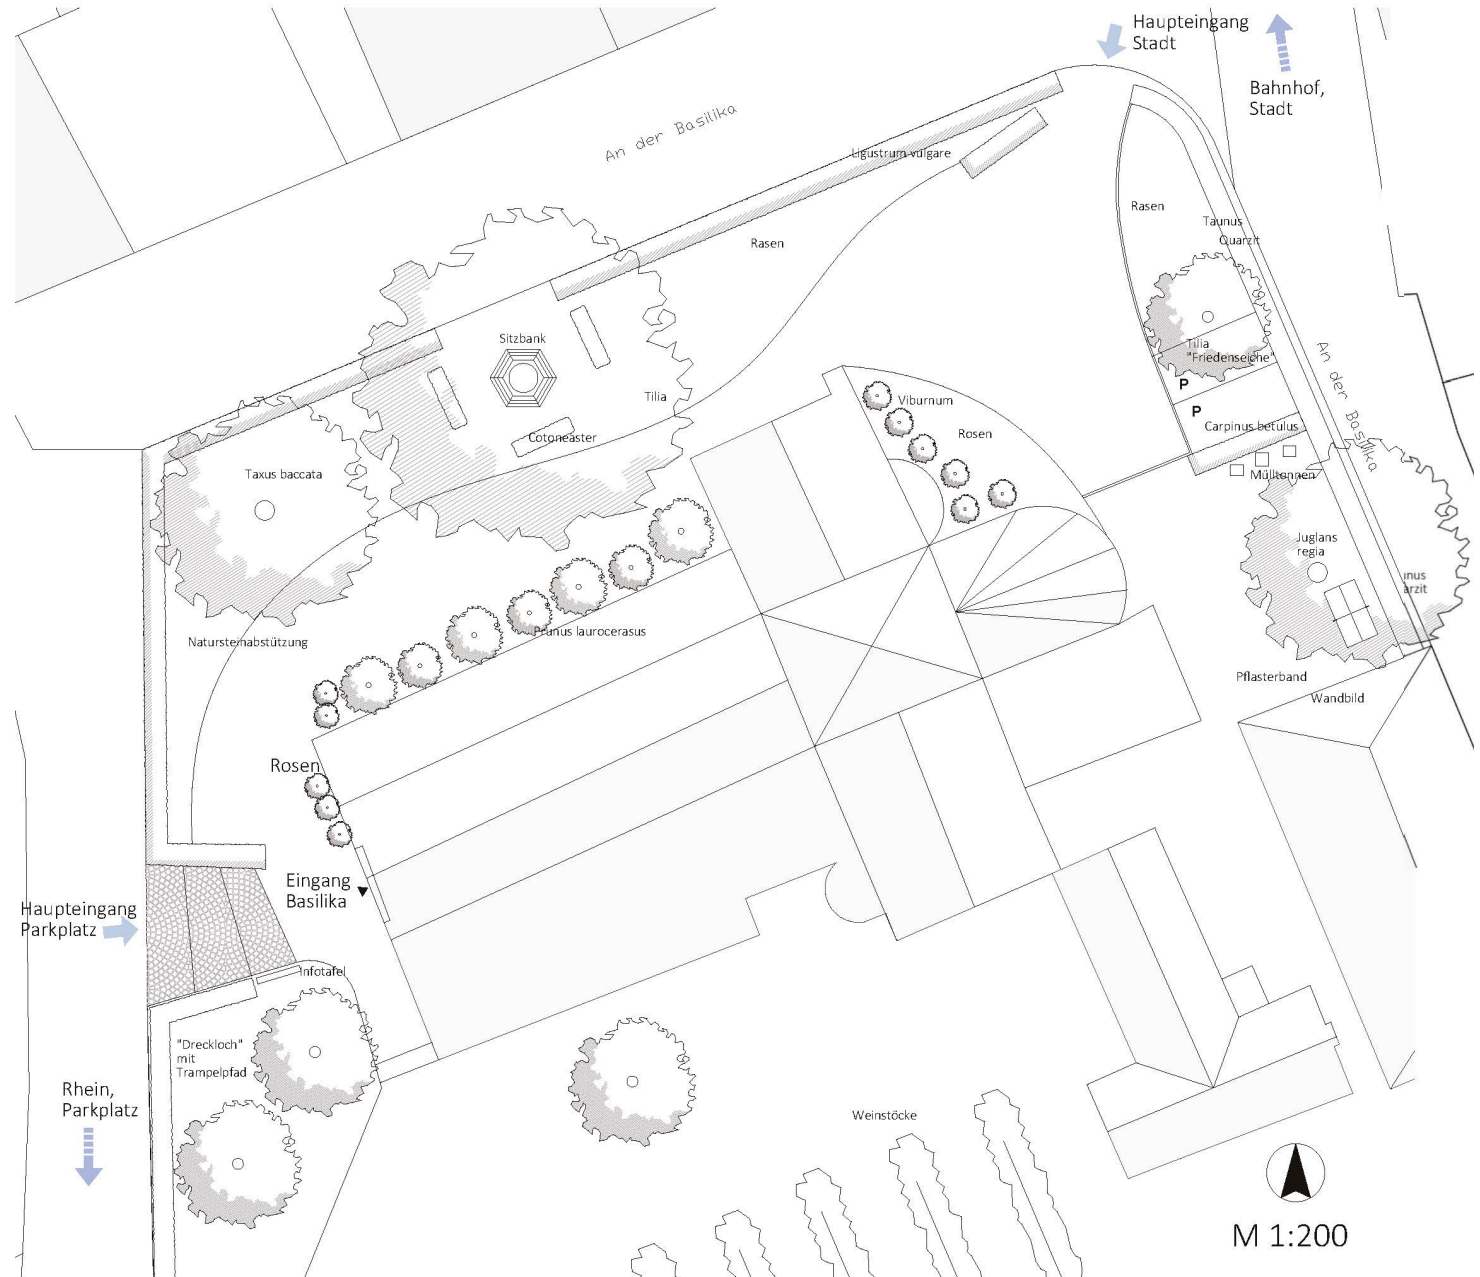 Haupteingang
Stadt
Bahnhof,
Stadt
An der Basilika
Ligustrum vulgare
Rasen
Taunus
Quarzit
Rasen
Sitzbank
Tilia
"Friedenseiche"
An der Basilika
P
P
Tilia
Viburnum
Rosen
Carpinus betulus
Cotoneaster
Taxus baccata
Mülltonnen
Juglans
regia
inus
arzit
Prunus laurocerasus
Natursteinabstützung
Pflasterband
Wandbild
Rosen
Eingang
Basilika
Haupteingang
Parkplatz
Infotafel
"Dreckloch"
mit
Trampelpfad
Rhein,
Parkplatz
Weinstöcke
M 1:200